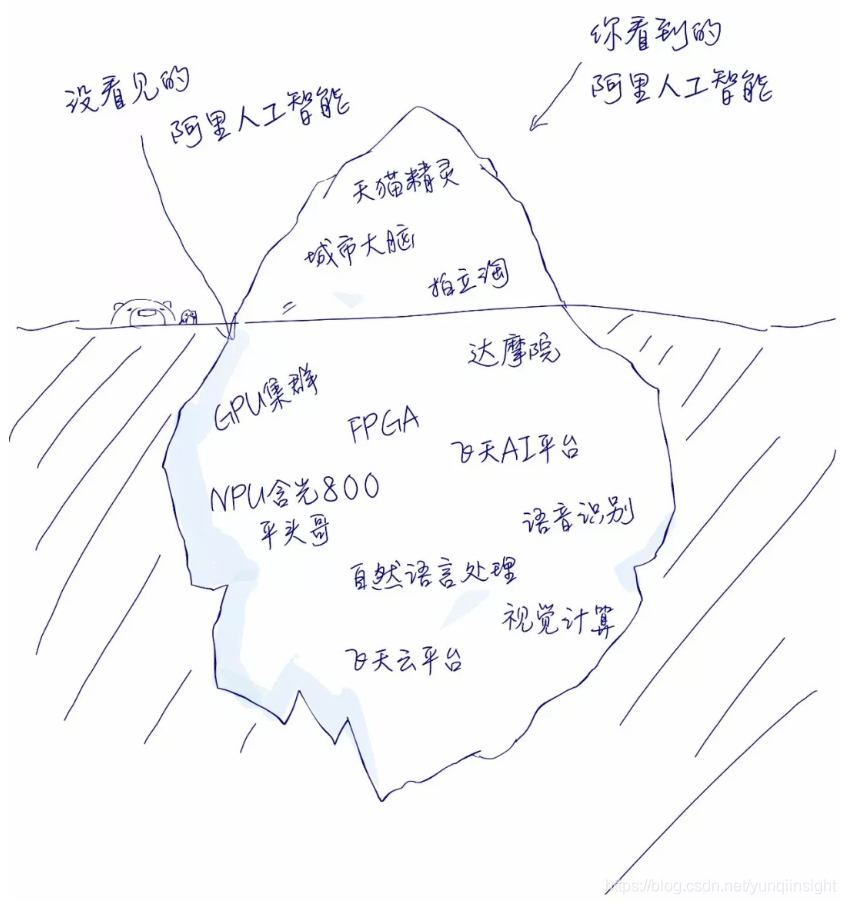 你看到的
阿里人工智能
没看见的
阿里人工智能
天猫精灵
城市大脑
拍立淘
达摩院
GPU集群
FPGA
飞天AI平台
NPU含光800
平头哥
语音识别
自然语言处理
视觉计算
飞天云平台
https://blog.csdn.net/yunqiinsight